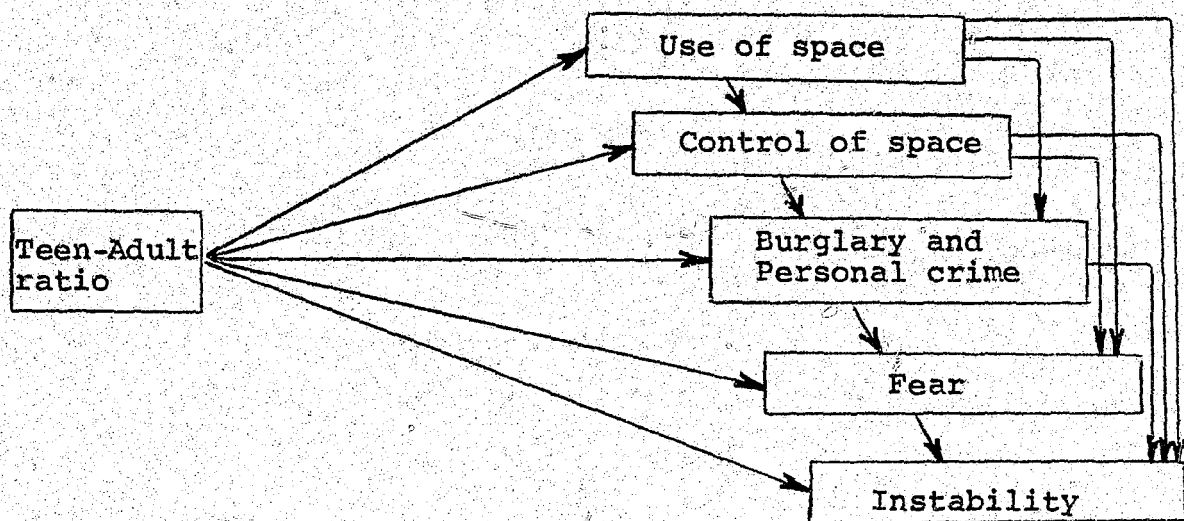 Use of space
Control of space
Teen-Adult
ratio
Burglary and
Personal crime
Fear
Instability